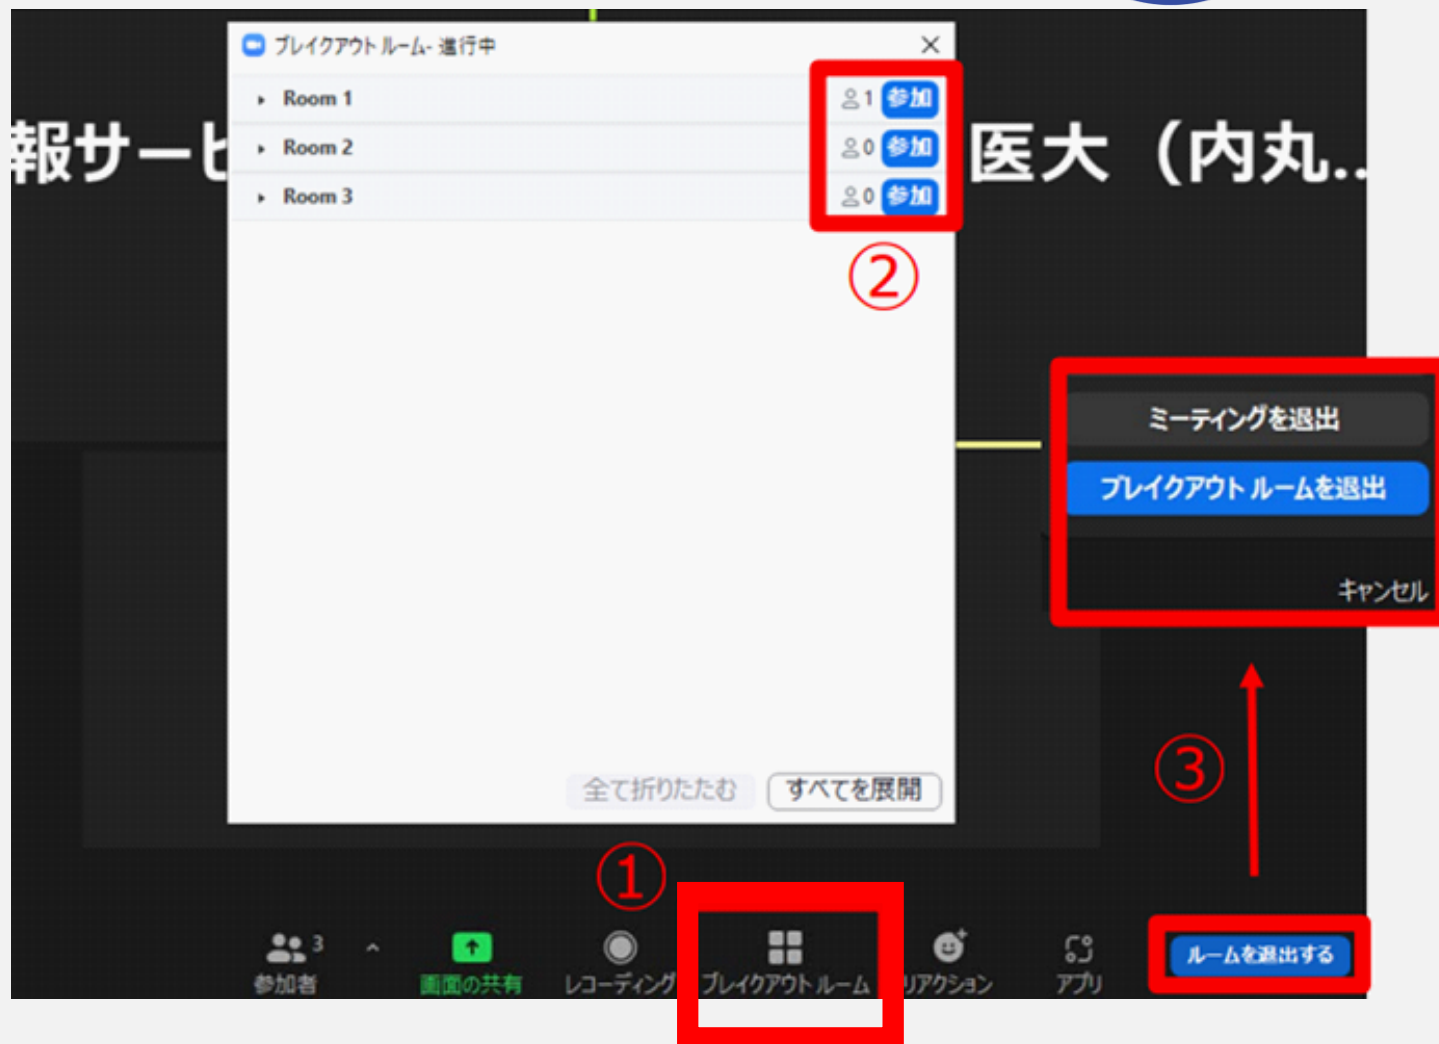 ブレイクアウト ルーム- 進行中
Room 1 1 参加
Room 2 0 参加
Room 3 0 参加
報サービ
医大（内丸..
②
ミーティングを退出
ブレイクアウト ルームを退出
キャンセル
③
全て折りたたむ すべてを展開
①
3
参加者 画面の共有 レコーディング ブレイクアウト ルーム リアクション アプリ ルームを退出する